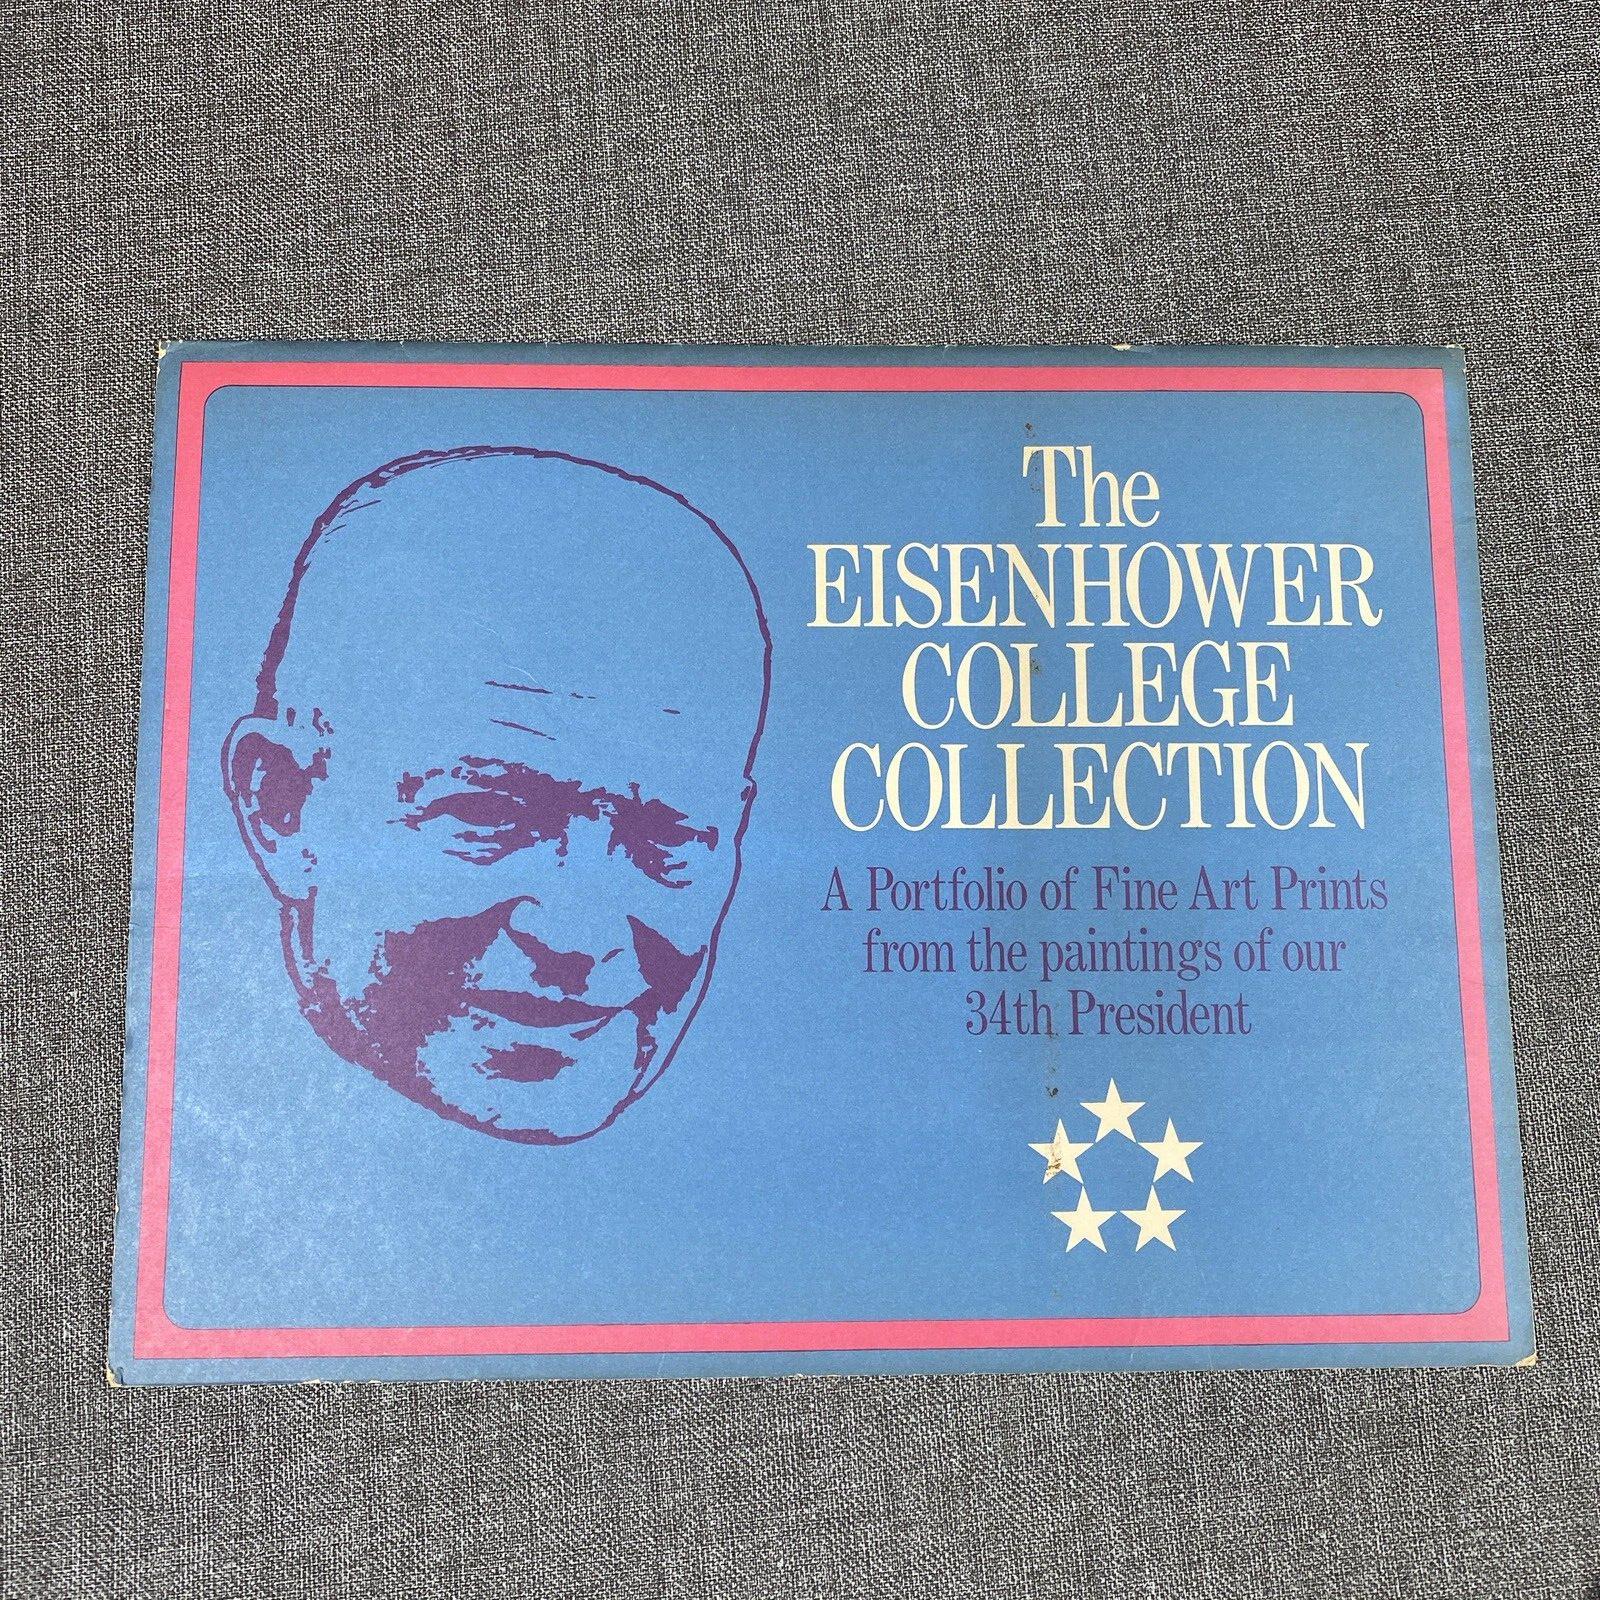 The
EISENHOWER
COLLEGE
COLLECTION
A Portfolio of Fine Art Prints
from the paintings of our
34th President